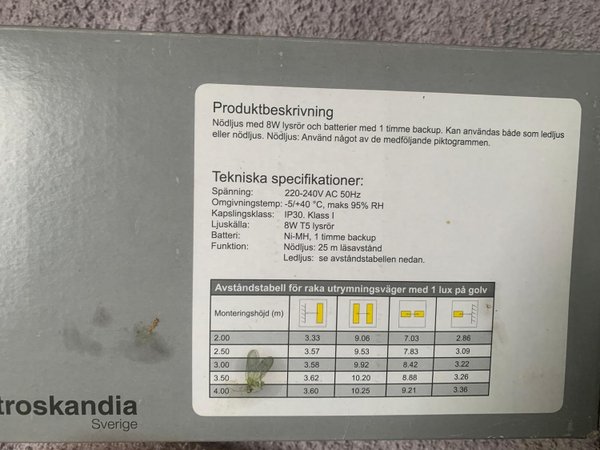 Produktbeskrivning
Nödljus med 8W lysrör och batterier med 1 timme backup. Kan användas både som ledljus
eller nödljus. Nödljus: Använd något av de medföljande piktogrammen.
Tekniska specifikationer:
Spänning: 220-240V AC 50Hz
Omgivningstemp: -5/+40 °C, maks 95% RH
Kapslingsklass: IP30. Klass I
Ljuskälla: 8W T5 lysrör
Batteri: Ni-MH, 1 timme backup
Funktion: Nödljus: 25 m läsavstånd
Ledljus: se avståndstabellen nedan.
Avståndstabell för raka utrymningsväger med 1 lux på golv
Monteringshöjd (m)
2.00 3.33 9.06 7.03 2.86
2.50 3.57 9.53 7.83 3.09
3.00 3.58 9.92 8.42 3.22
3.50 3.62 10.20 8.88 3.26
4.00 3.60 10.25 9.21 3.36
troskandia
Sverige